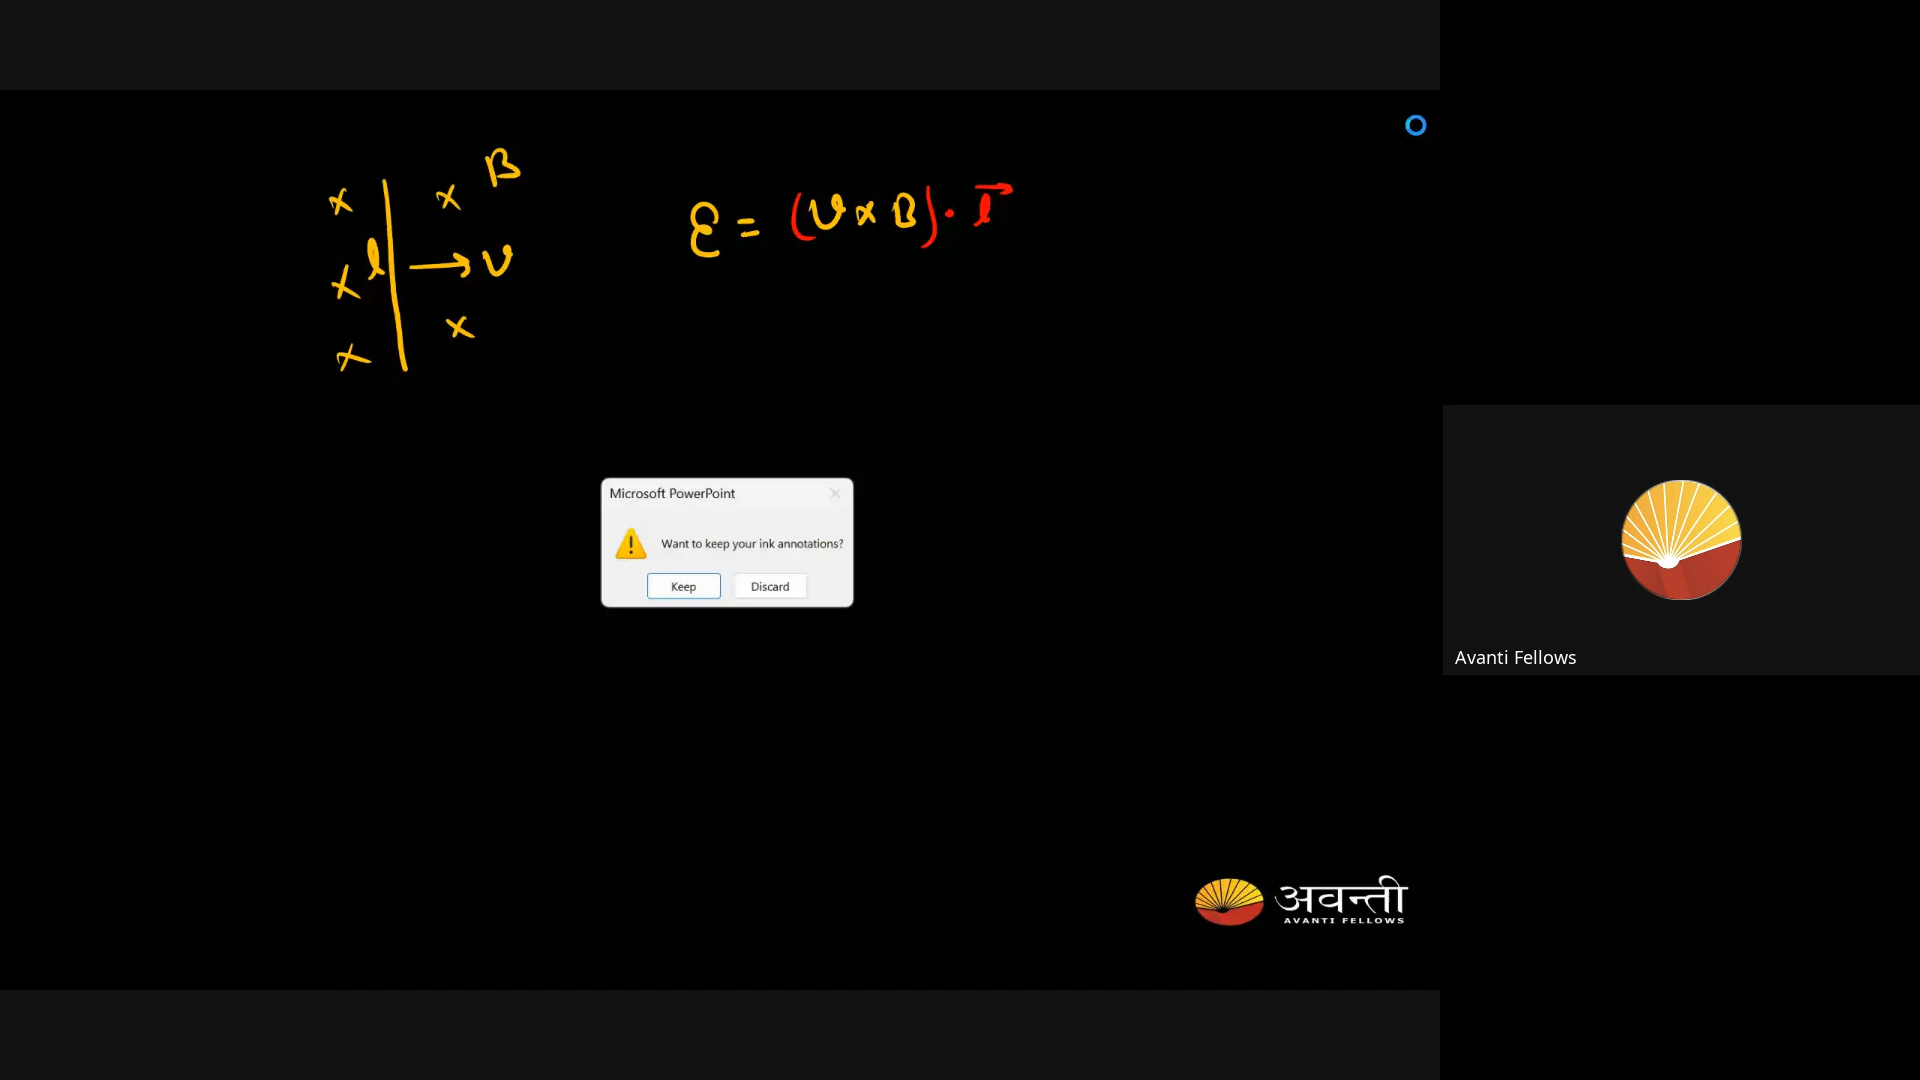 x x B
x l → v
x x
ε = (v × B) · l⃗
Microsoft PowerPoint
Want to keep your ink annotations?
Keep Discard
Avanti Fellows
अवन्ती
AVANTI FELLOWS